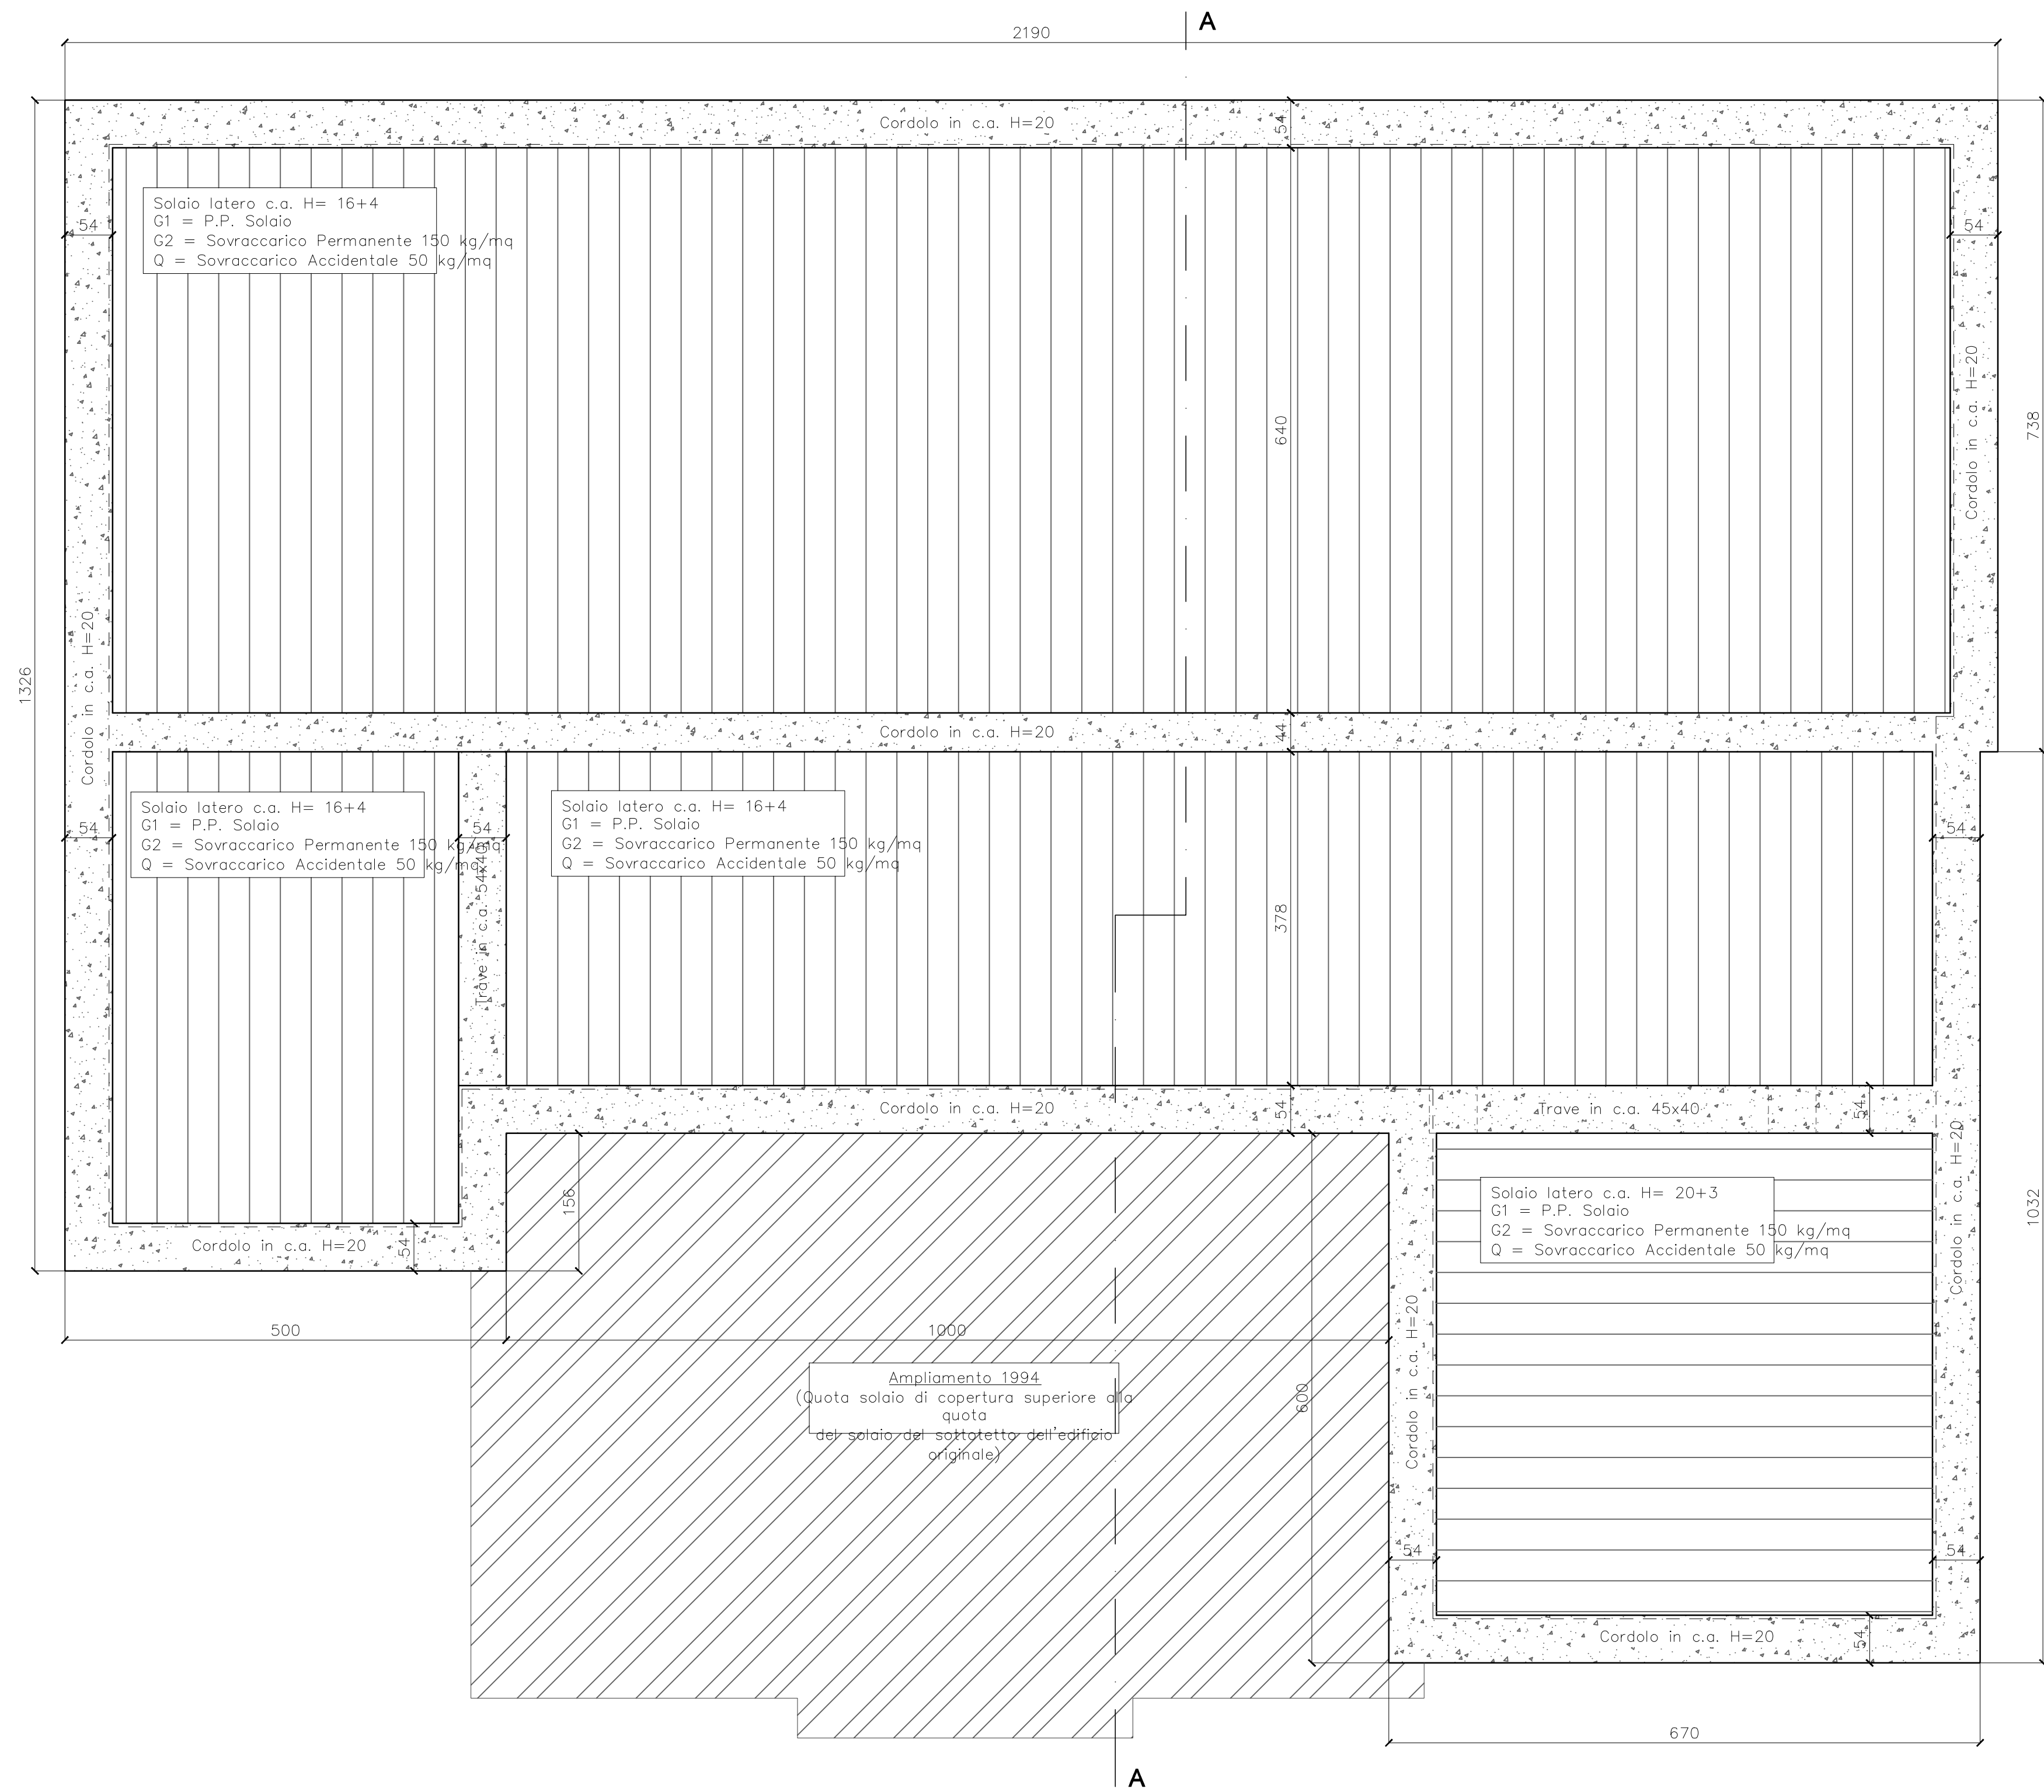 A
2190
Cordolo in c.a. H=20
54
Solaio latero c.a. H= 16+4
G1 = P.P. Solaio
G2 = Sovraccarico Permanente 150 kg/mq
Q = Sovraccarico Accidentale 50 kg/mq
54
54
Cordolo in c.a. H=20
640
738
Cordolo in c.a. H=20
1326
Cordolo in c.a. H=20
44
Solaio latero c.a. H= 16+4
G1 = P.P. Solaio
G2 = Sovraccarico Permanente 150 kg/mq
Q = Sovraccarico Accidentale 50 kg/mq
54
54
Trave in c.a. 54x40
Solaio latero c.a. H= 16+4
G1 = P.P. Solaio
G2 = Sovraccarico Permanente 150 kg/mq
Q = Sovraccarico Accidentale 50 kg/mq
54
378
Cordolo in c.a. H=20
54
Trave in c.a. 45x40
54
156
Solaio latero c.a. H= 20+3
G1 = P.P. Solaio
G2 = Sovraccarico Permanente 150 kg/mq
Q = Sovraccarico Accidentale 50 kg/mq
Cordolo in c.a. H=20
1032
Cordolo in c.a. H=20
54
500
1000
Ampliamento 1994
(Quota solaio di copertura superiore alla
quota
del solaio del sottotetto dell'edificio
originale)
600
Cordolo in c.a. H=20
54
54
Cordolo in c.a. H=20
54
670
A